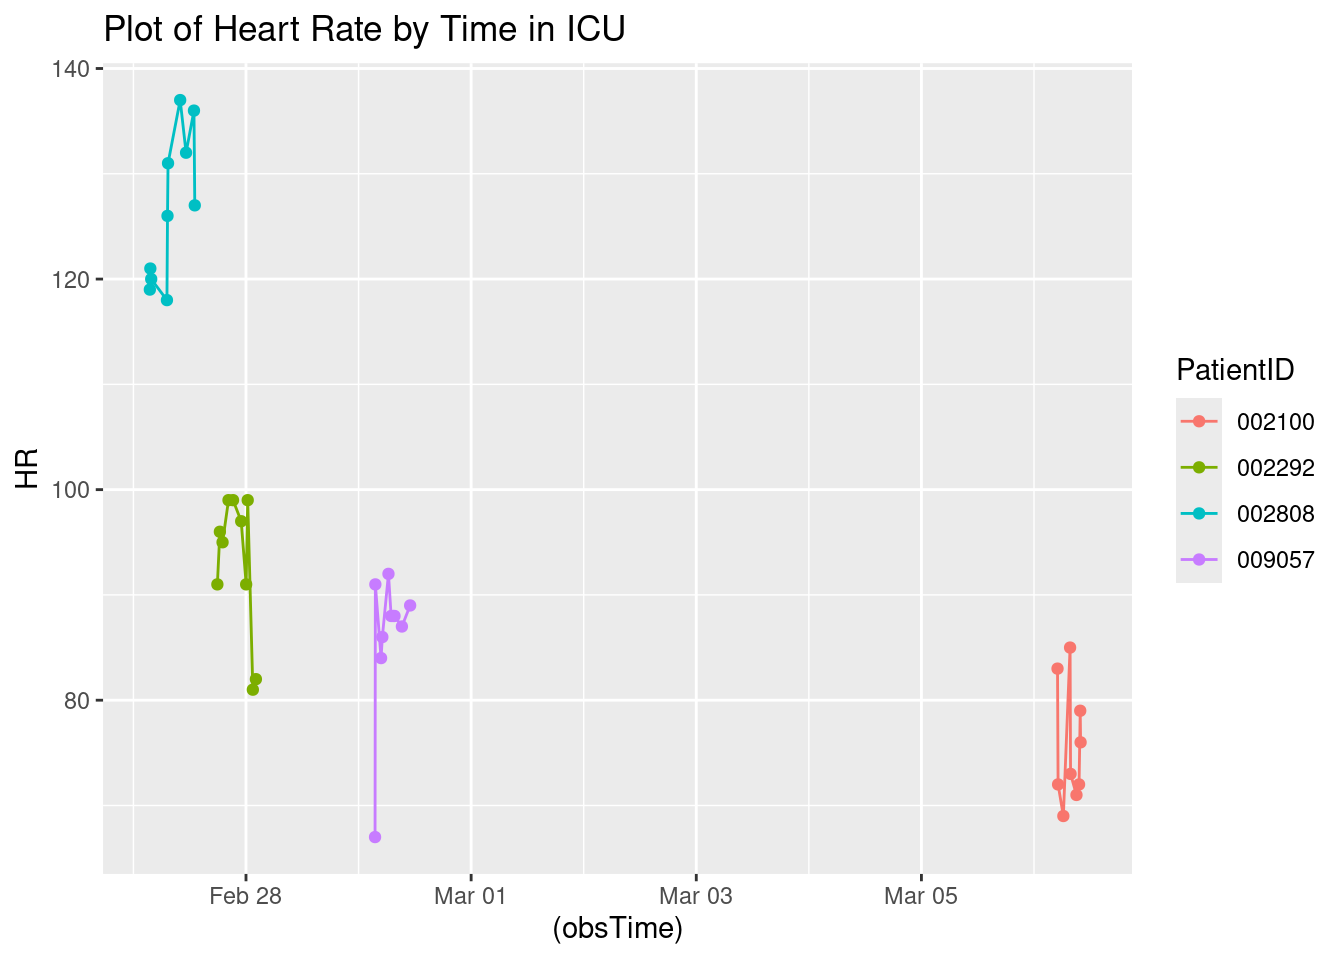 Plot of Heart Rate by Time in ICU
140
120
100
80
HR
Feb 28
Mar 01
Mar 03
Mar 05
(obsTime)
PatientID
002100
002292
002808
009057